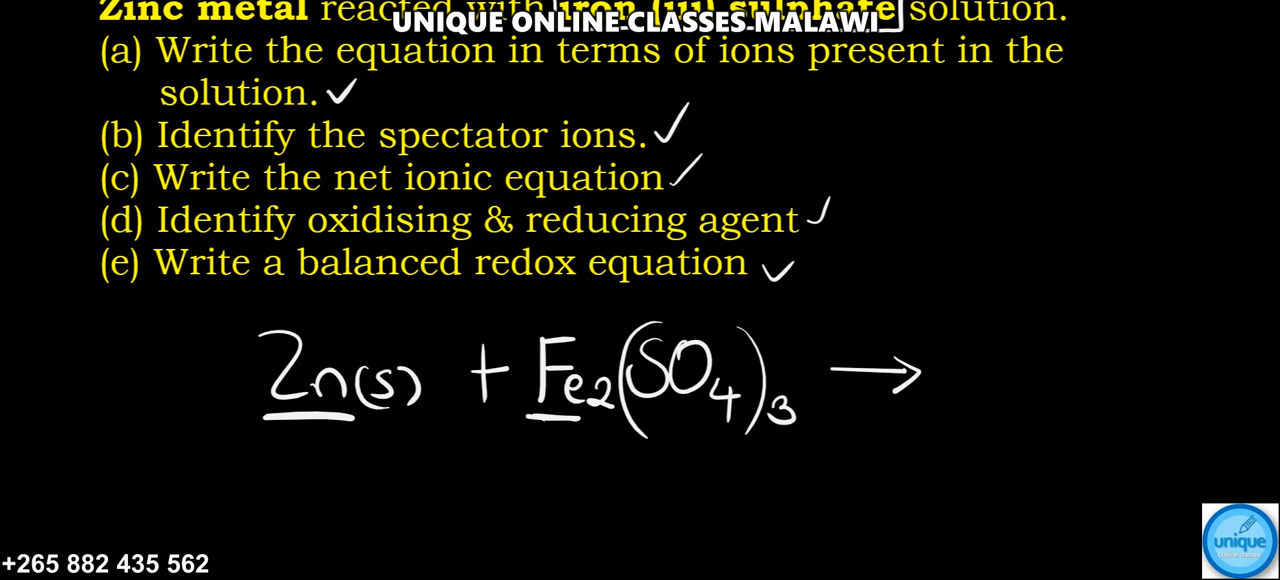 Zinc metal reacted with iron (iii) sulphate solution.
UNIQUE ONLINE CLASSES MALAWI
(a) Write the equation in terms of ions present in the
solution. ✓
(b) Identify the spectator ions. ✓
(c) Write the net ionic equation ✓
(d) Identify oxidising & reducing agent ✓
(e) Write a balanced redox equation ✓
Zn(s) + Fe₂(SO₄)₃ →
unique
Online classes
+265 882 435 562